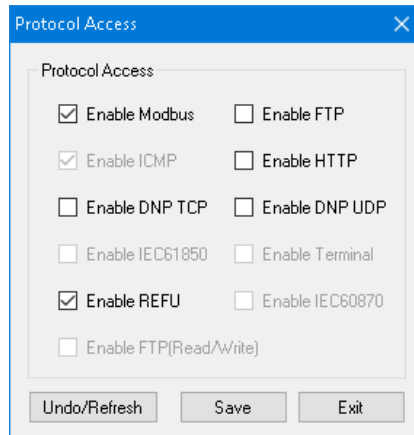 Protocol Access
Protocol Access
Enable Modbus Enable FTP
Enable ICMP Enable HTTP
Enable DNP TCP Enable DNP UDP
Enable IEC61850 Enable Terminal
Enable REFU Enable IEC60870
Enable FTP(Read/Write)
Undo/Refresh Save Exit